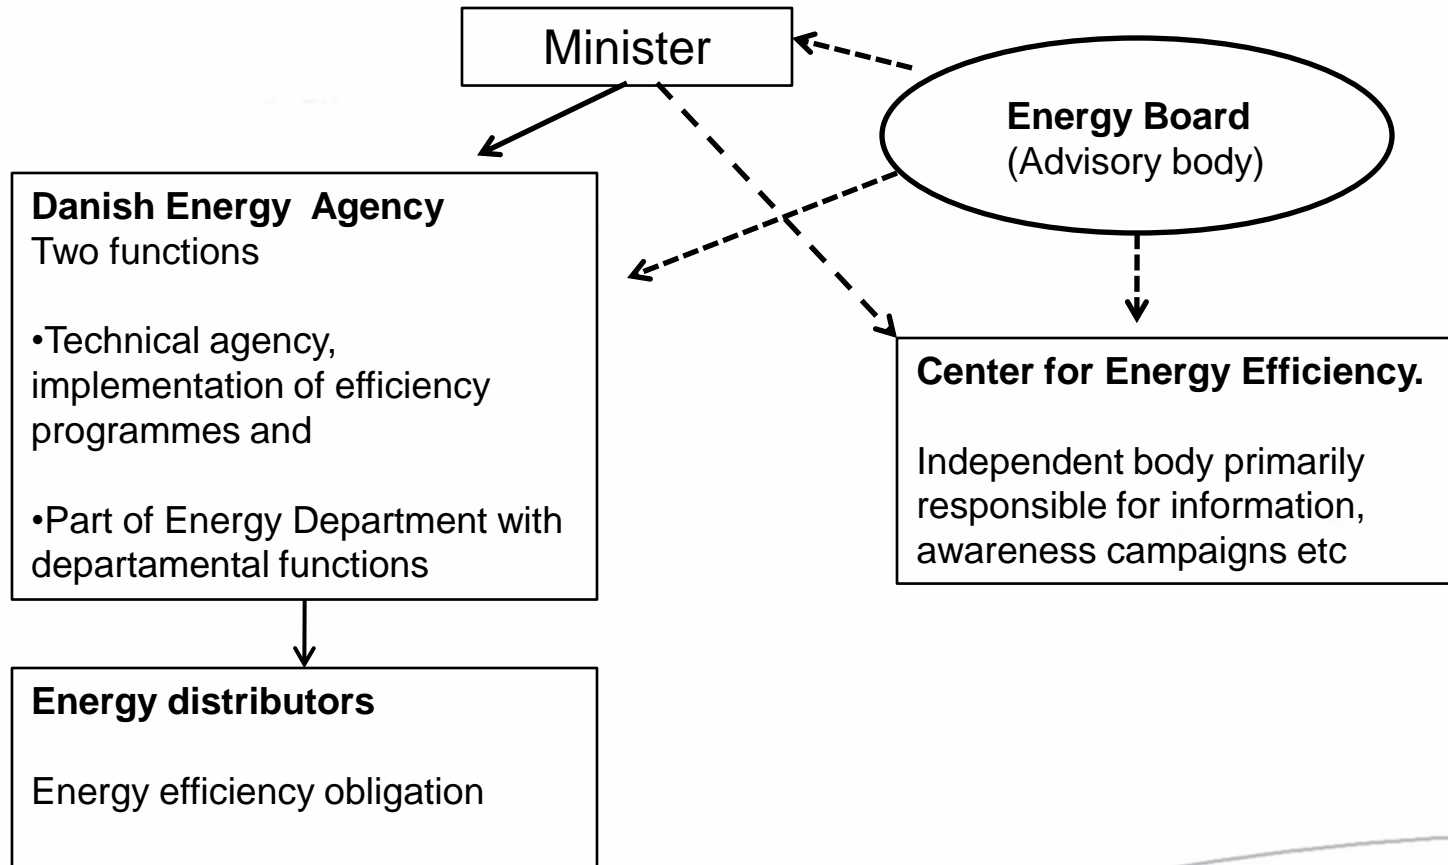 Minister
Energy Board
(Advisory body)
Danish Energy  Agency
Two functions
•Technical agency,
implementation of efficiency
programmes and
•Part of Energy Department with
departamental functions
Center for Energy Efficiency.
Independent body primarily
responsible for information,
awareness campaigns etc
Energy distributors
Energy efficiency obligation